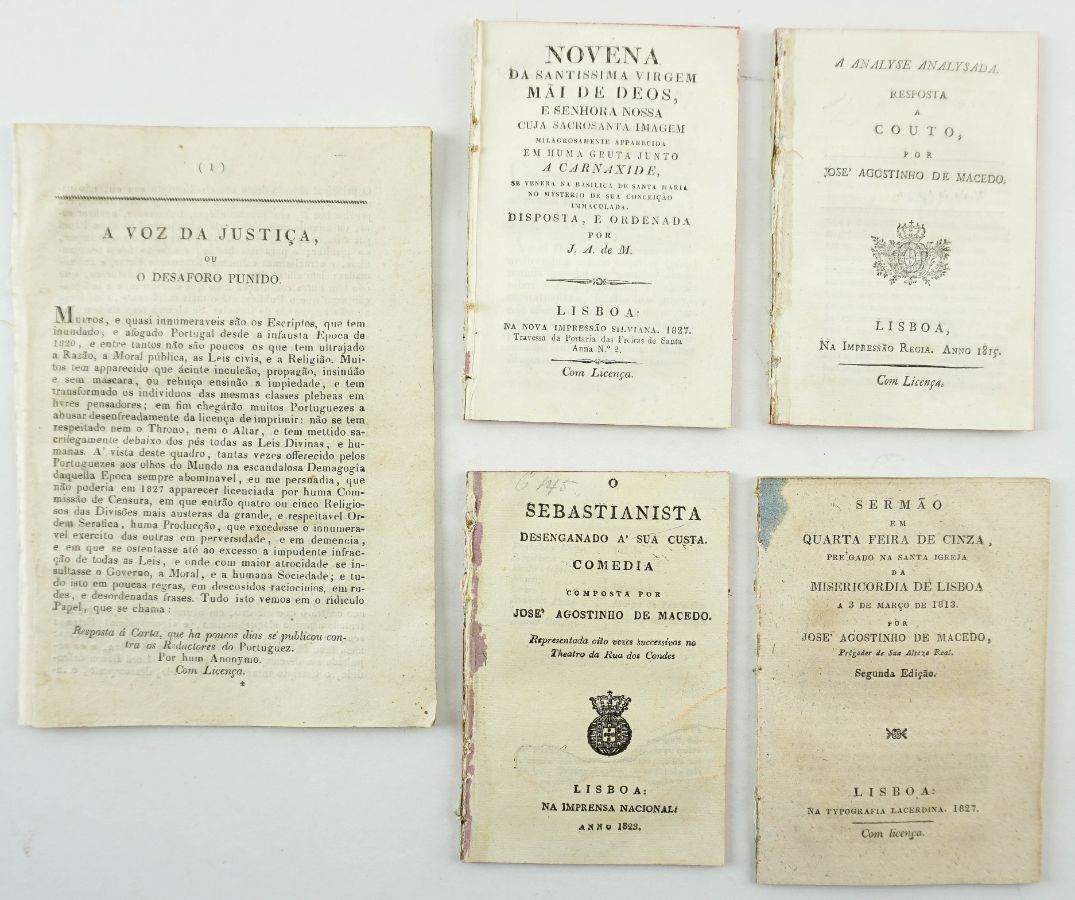 ( 1 )
A VOZ DA JUSTIÇA,
OU
O DESAFORO PUNIDO.
MUITOS, e quasi innumeraveis são os Escriptos, que tem
inundado, e afogado Portugal desde a infausta Epoca de
1820, e entre tantos não são poucos os que tem ultrajado
a Razão, a Moral pública, as Leis civis, e a Religião. Mui-
tos tem apparecido que ácinte inculcão, propagão, insinúão
e sem máscara, ou rebuço ensinão a impiedade, e tem
transformado os individuos das mesmas classes plebeas em
livres pensadores; em fim chegárão muitos Portuguezes a
abusar desenfreadamente da licença de imprimir: não se tem
respeitado nem o Throno, nem o Altar, e tem mettido sa-
crilegamente debaixo dos pés todas as Leis Divinas, e hu-
manas. A' vista deste quadro, tantas vezes offerecido pelos
Portuguezes aos olhos do Mundo na escandalosa Demagogia
daquella Epoca sempre abominavel, eu me persuadia, que
não poderia em 1827 apparecer licenciada por huma Com-
missão de Censura, em que entrão quatro ou cinco Religio-
sos das Divisões mais austeras da grande, e respeitavel Or-
dem Serafica, huma Producção, que excedesse o innumera-
vel exercito das outras em perversidade, e em demencia,
e em que se ostentasse até ao excesso a impudente infrac-
ção de todas as Leis, e onde com maior atrocidade se in-
sultasse o Governo, a Moral, e a humana Sociedade; e tu-
do isto em poucas regras, em descosidos raciocinios, em ru-
des, e desordenadas frases. Tudo isto vemos em o ridiculo
Papel, que se chama:
Resposta á Carta, que ha poucos dias se publicou con-
tra os Redactores do Portuguez.
Por hum Anonymo.
Com Licença.
*
NOVENA
DA SANTISSIMA VIRGEM
MÃI DE DEOS,
E SENHORA NOSSA
CUJA SACROSANTA IMAGEM
MILAGROSAMENTE APPARECIDA
EM HUMA GRUTA JUNTO
A CARNAXIDE,
SE VENERA NA BASILICA DE SANTA MARIA
NO MYSTERIO DE SUA CONCEIÇÃO
IMMACULADA.
DISPOSTA, E ORDENADA
POR
J. A. de M.
LISBOA:
NA NOVA IMPRESSÃO SILVIANA. 1827.
Travessa da Portaria das Freiras de Santa
Anna N.º 2.
Com Licença.
A ANALYSE ANALYSADA.
RESPOSTA
A
COUTO,
POR
JOSE' AGOSTINHO DE MACEDO.
LISBOA,
NA IMPRESSÃO REGIA. ANNO 1815.
Com Licença.
6145
O
SEBASTIANISTA
DESENGANADO A' SUA CUSTA.
COMEDIA
COMPOSTA POR
JOSE' AGOSTINHO DE MACEDO.
Representada oito vezes successivas no
Theatro da Rua dos Condes
LISBOA:
NA IMPRENSA NACIONAL:
ANNO 1823.
SERMÃO
EM
QUARTA FEIRA DE CINZA,
PRÉGADO NA SANTA IGREJA
DA
MISERICORDIA DE LISBOA
A 3 DE MARÇO DE 1813.
POR
JOSE' AGOSTINHO DE MACEDO,
Prégador de Sua Alteza Real.
Segunda Edição.
LISBOA:
NA TYPOGRAFIA LACERDINA. 1827.
Com licença.